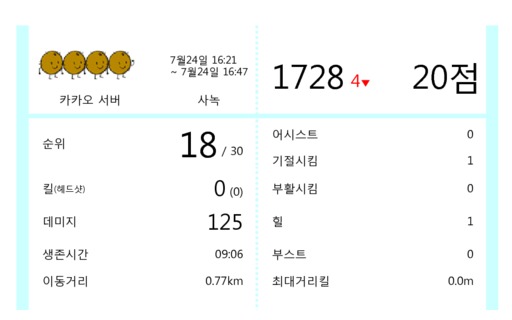 7월24일 16:21
~ 7월24일 16:47
카카오 서버
사녹
1728 4▼
20점
순위
18 / 30
킬(헤드샷)
0 (0)
데미지
125
생존시간
09:06
이동거리
0.77km
어시스트
0
기절시킴
1
부활시킴
0
힐
1
부스트
0
최대거리킬
0.0m